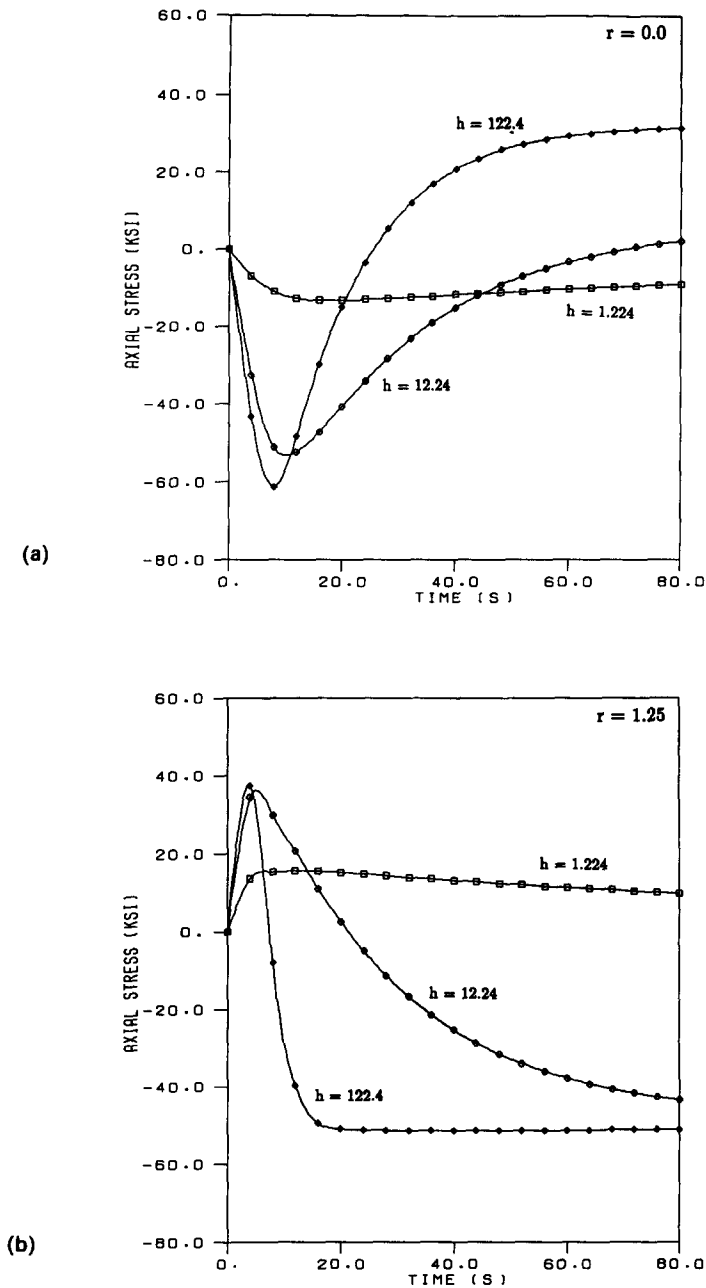 60.0
r = 0.0
40.0
h = 122.4
20.0
0.
AXIAL STRESS (KSI)
h = 1.224
-20.0
h = 12.24
-40.0
-60.0
(a)
-80.0
0.
20.0
40.0
60.0
80.0
TIME (S)
60.0
r = 1.25
40.0
20.0
h = 1.224
0.
AXIAL STRESS (KSI)
h = 12.24
-20.0
-40.0
h = 122.4
-60.0
(b)
-80.0
0.
20.0
40.0
60.0
80.0
TIME (S)